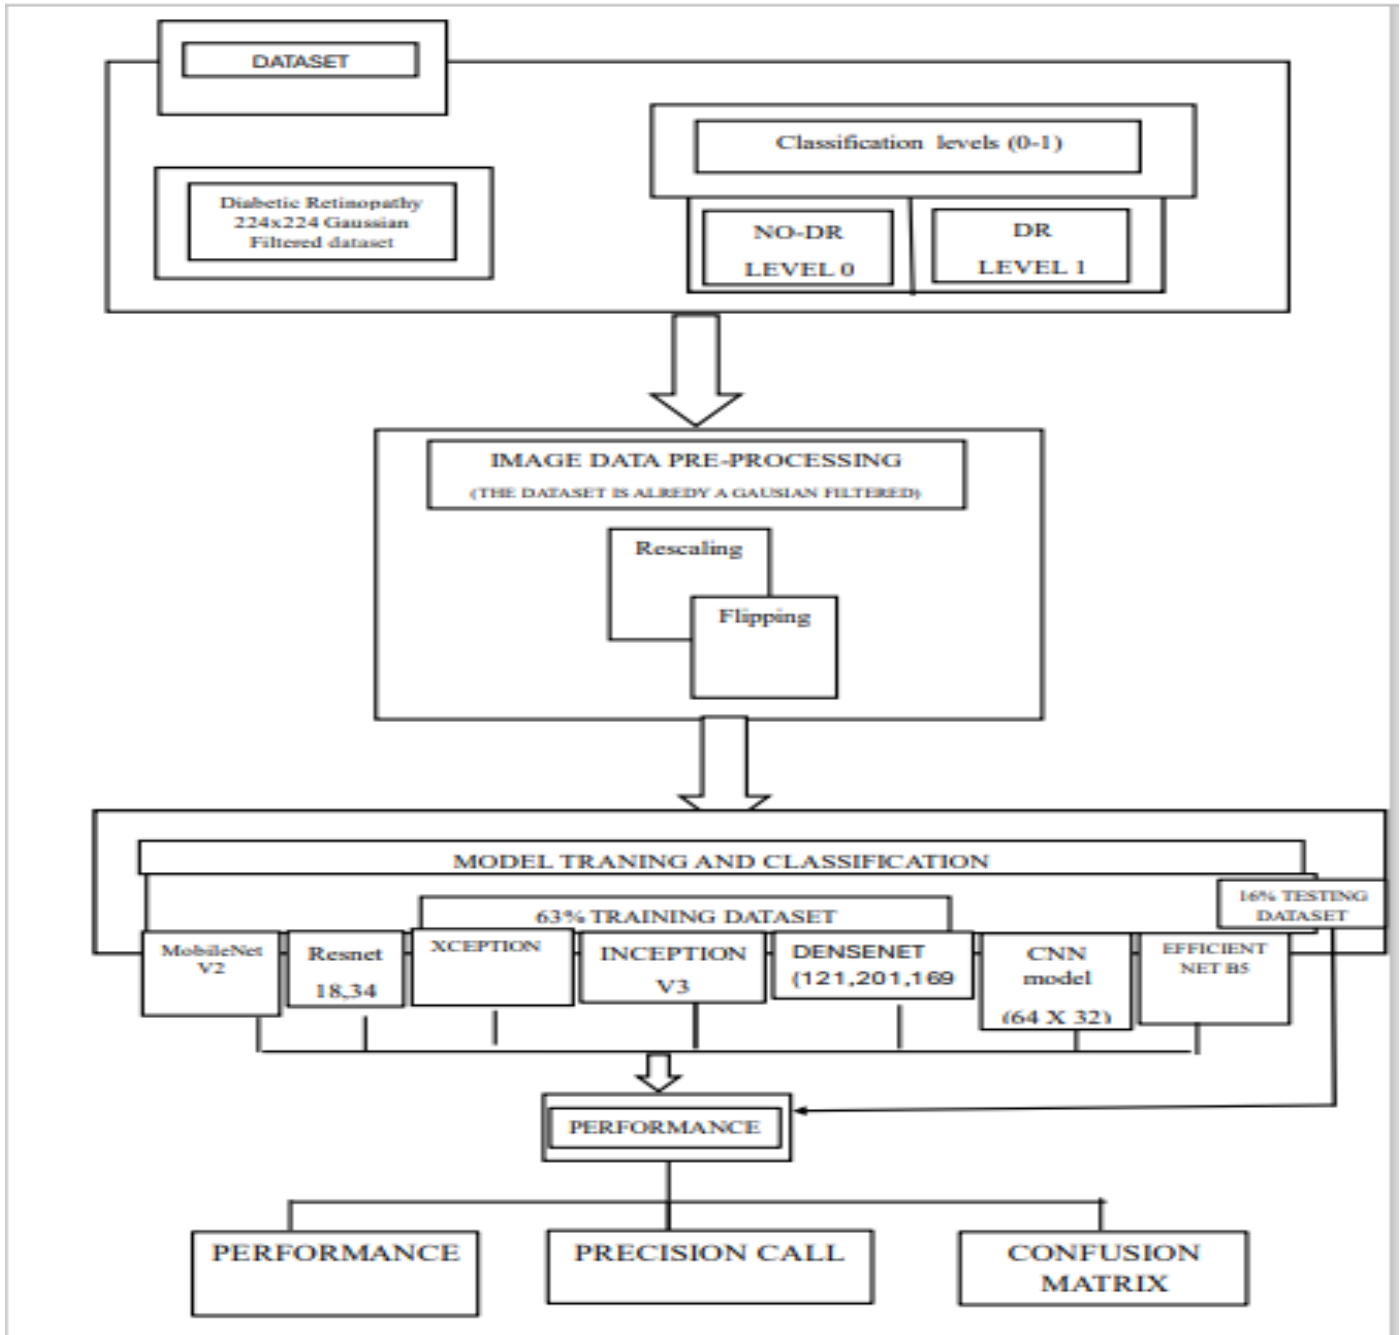 DATASET
Classification levels (0-1)
Diabetic Retinopathy
224x224 Gaussian
Filtered dataset
NO-DR
LEVEL 0
DR
LEVEL 1
IMAGE DATA PRE-PROCESSING
(THE DATASET IS ALREDY A GAUSIAN FILTERED)
Rescaling
Flipping
MODEL TRANING AND CLASSIFICATION
16% TESTING
DATASET
63% TRAINING DATASET
MobileNet
V2
Resnet
18,34
XCEPTION
INCEPTION
V3
DENSENET
(121,201,169
CNN
model
(64 X 32)
EFFICIENT
NET B5
PERFORMANCE
PERFORMANCE
PRECISION CALL
CONFUSION
MATRIX